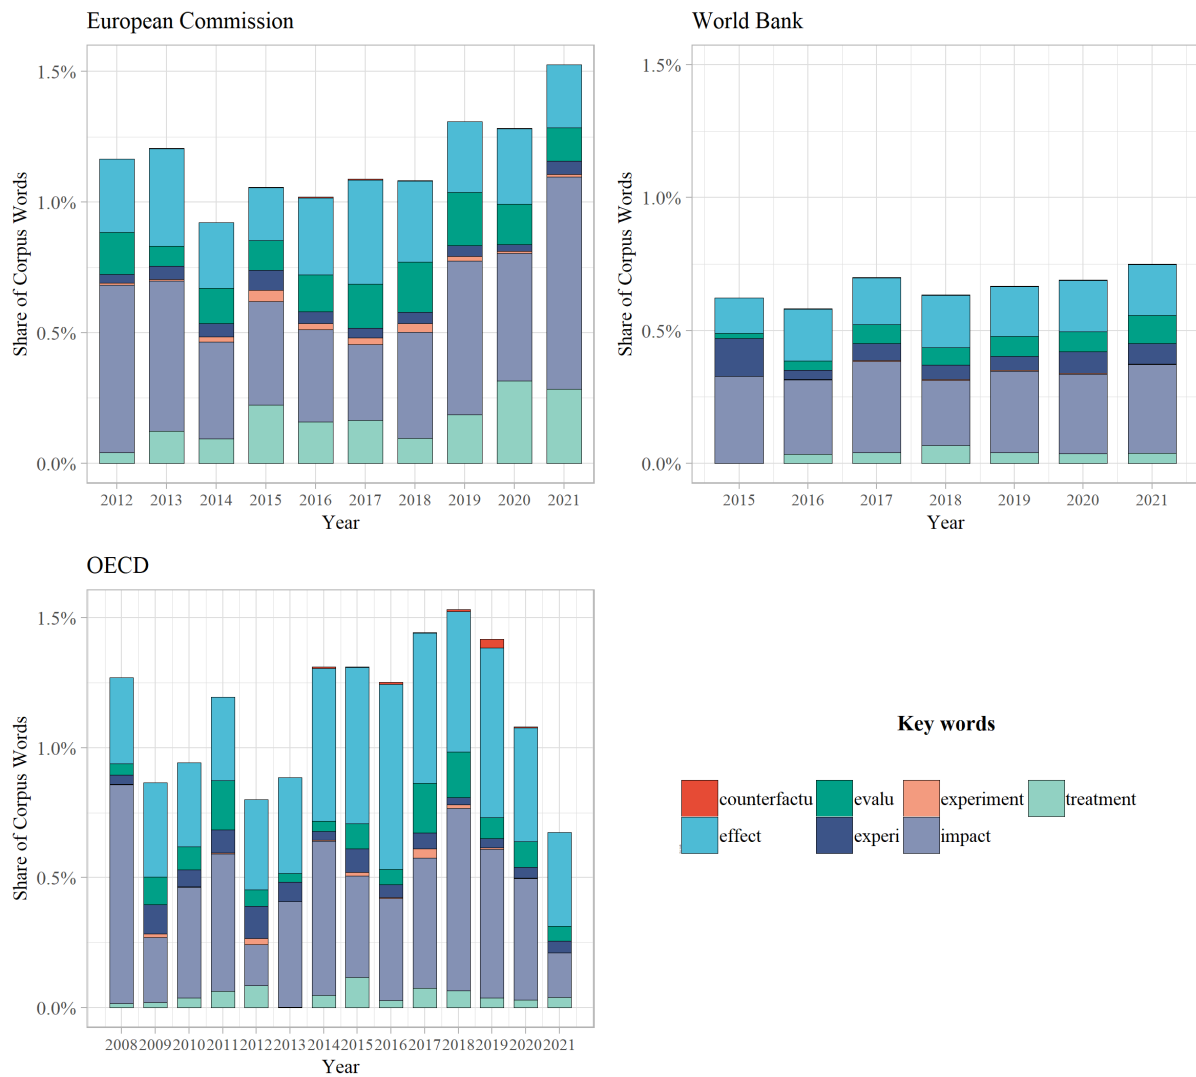 European Commission
World Bank
Share of Corpus Words
1.5%
1.0%
0.5%
0.0%
2012 2013 2014 2015 2016 2017 2018 2019 2020 2021
Year
Share of Corpus Words
1.5%
1.0%
0.5%
0.0%
2015 2016 2017 2018 2019 2020 2021
Year
OECD
Share of Corpus Words
1.5%
1.0%
0.5%
0.0%
2008 2009 2010 2011 2012 2013 2014 2015 2016 2017 2018 2019 2020 2021
Year
Key words
counterfactu evalu experiment treatment
effect experi impact